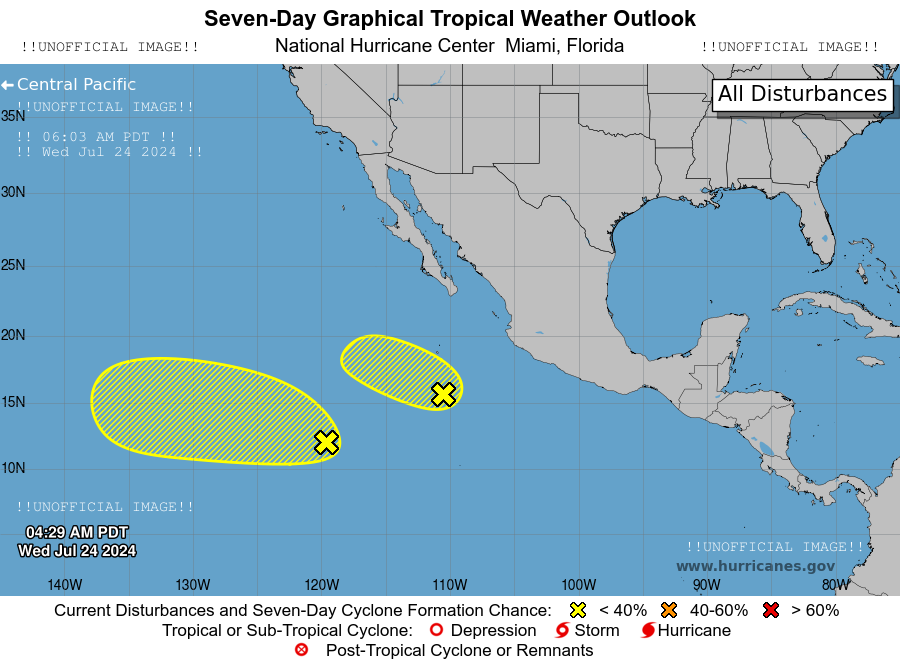 Seven-Day Graphical Tropical Weather Outlook
!!UNOFFICIAL IMAGE!! National Hurricane Center Miami, Florida !!UNOFFICIAL IMAGE!!
Central Pacific
All Disturbances
!!UNOFFICIAL IMAGE!!
35N
!! 06:03 AM PDT !!
!! Wed Jul 24 2024 !!
30N
25N
20N
15N
10N
!!UNOFFICIAL IMAGE!!
04:29 AM PDT
Wed Jul 24 2024
!!UNOFFICIAL IMAGE!!
www.hurricanes.gov
140W 130W 120W 110W 100W 90W 80W
Current Disturbances and Seven-Day Cyclone Formation Chance: < 40% 40-60% > 60%
Tropical or Sub-Tropical Cyclone: Depression Storm Hurricane
Post-Tropical Cyclone or Remnants